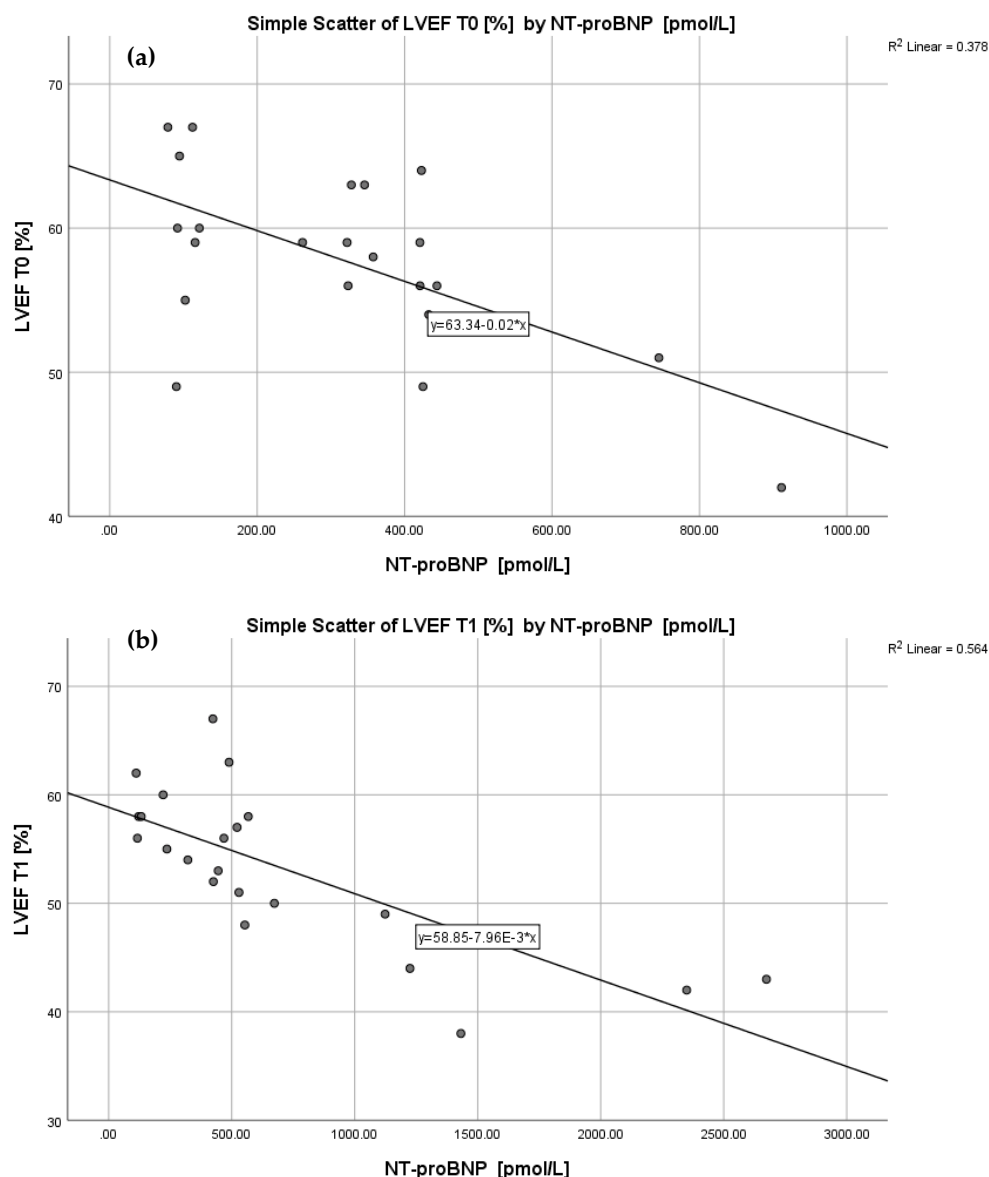 Simple Scatter of LVEF T0 [%] by NT-proBNP [pmol/L]
(a)
R² Linear = 0.378
70
60
50
40
LVEF T0 [%]
y=63.34-0.02*x
.00 200.00 400.00 600.00 800.00 1000.00
NT-proBNP [pmol/L]
Simple Scatter of LVEF T1 [%] by NT-proBNP [pmol/L]
(b)
R² Linear = 0.564
70
60
50
40
30
LVEF T1 [%]
y=58.85-7.96E-3*x
.00 500.00 1000.00 1500.00 2000.00 2500.00 3000.00
NT-proBNP [pmol/L]